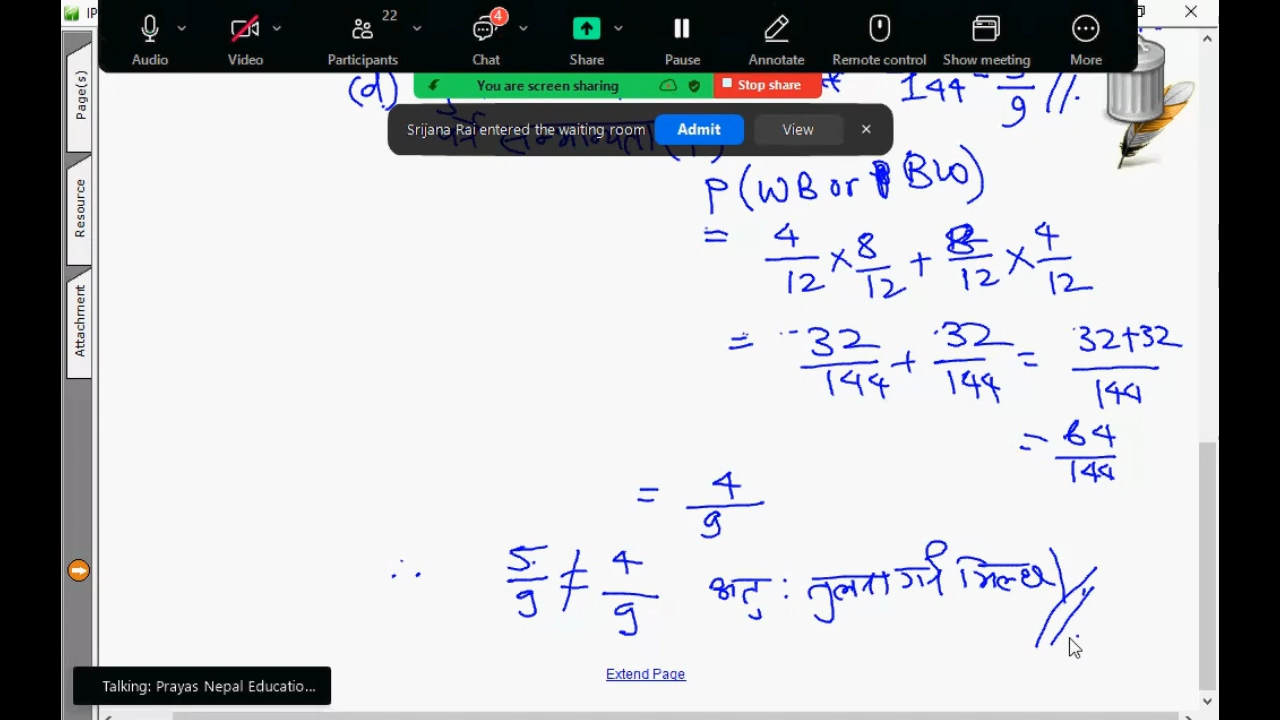 IP
22
4
Audio
Video
Participants
Chat
Share
Pause
Annotate
Remote control
Show meeting
More
You are screen sharing
Stop share
Srijana Rai entered the waiting room
Admit
View
Page(s)
Resource
Attachment
(d)
144 = 5/9 //.
P(WB or BW)
= 4/12 × 8/12 + 8/12 × 4/12
= 32/144 + 32/144 = 32+32/144
= 64/144
= 4/9
∴ 5/9 ≠ 4/9 अतः तुलना गर्न //
Extend Page
Talking: Prayas Nepal Educatio...